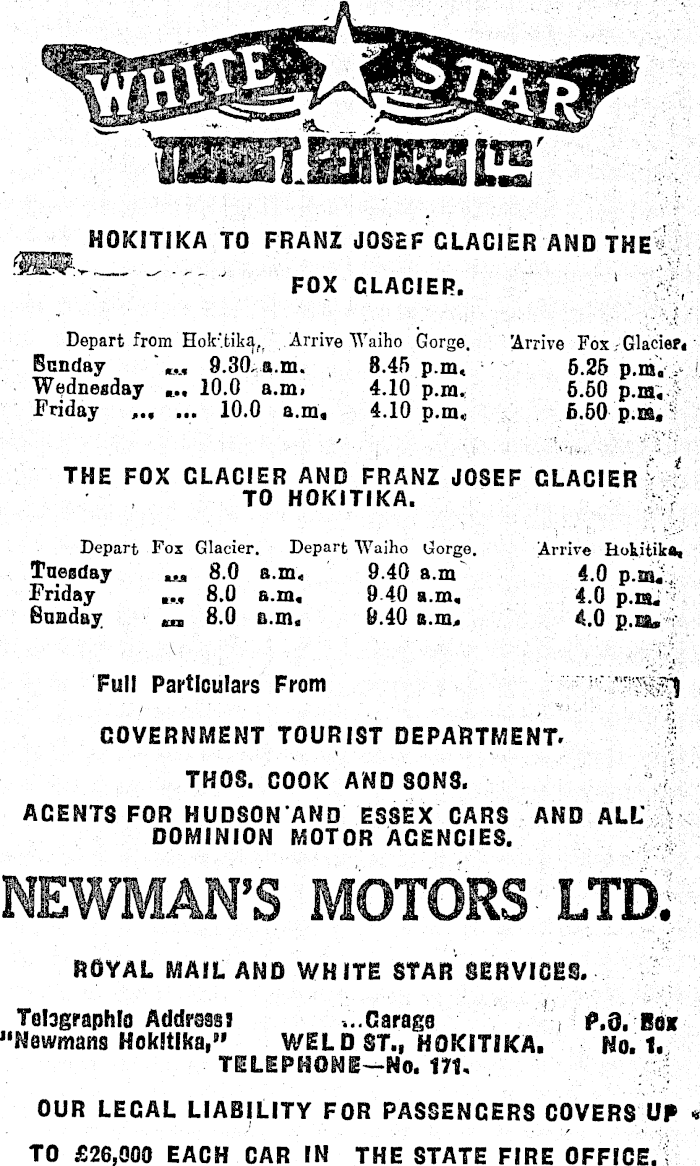 WHITE STAR
HOKITIKA TO FRANZ JOSEF GLACIER AND THE
FOX GLACIER.
Depart from Hokitika. Arrive Waiho Gorge. Arrive Fox Glacier.
Sunday ... 9.30 a.m. 3.45 p.m. 5.25 p.m.
Wednesday ... 10.0 a.m. 4.10 p.m. 5.50 p.m.
Friday ... ... 10.0 a.m. 4.10 p.m. 5.50 p.m.
THE FOX GLACIER AND FRANZ JOSEF GLACIER
TO HOKITIKA.
Depart Fox Glacier. Depart Waiho Gorge. Arrive Hokitika.
Tuesday ... 8.0 a.m. 9.40 a.m 4.0 p.m.
Friday ... 8.0 a.m. 9.40 a.m. 4.0 p.m.
Sunday ... 8.0 a.m. 9.40 a.m. 4.0 p.m.
Full Particulars From
GOVERNMENT TOURIST DEPARTMENT.
THOS. COOK AND SONS.
AGENTS FOR HUDSON AND ESSEX CARS AND ALL
DOMINION MOTOR AGENCIES.
NEWMAN'S MOTORS LTD.
ROYAL MAIL AND WHITE STAR SERVICES.
Telegraphic Address: ...Garage P.O. Box
"Newmans Hokitika," WELD ST., HOKITIKA. No. 1.
TELEPHONE—No. 171.
OUR LEGAL LIABILITY FOR PASSENGERS COVERS UP
TO £26,000 EACH CAR IN THE STATE FIRE OFFICE.